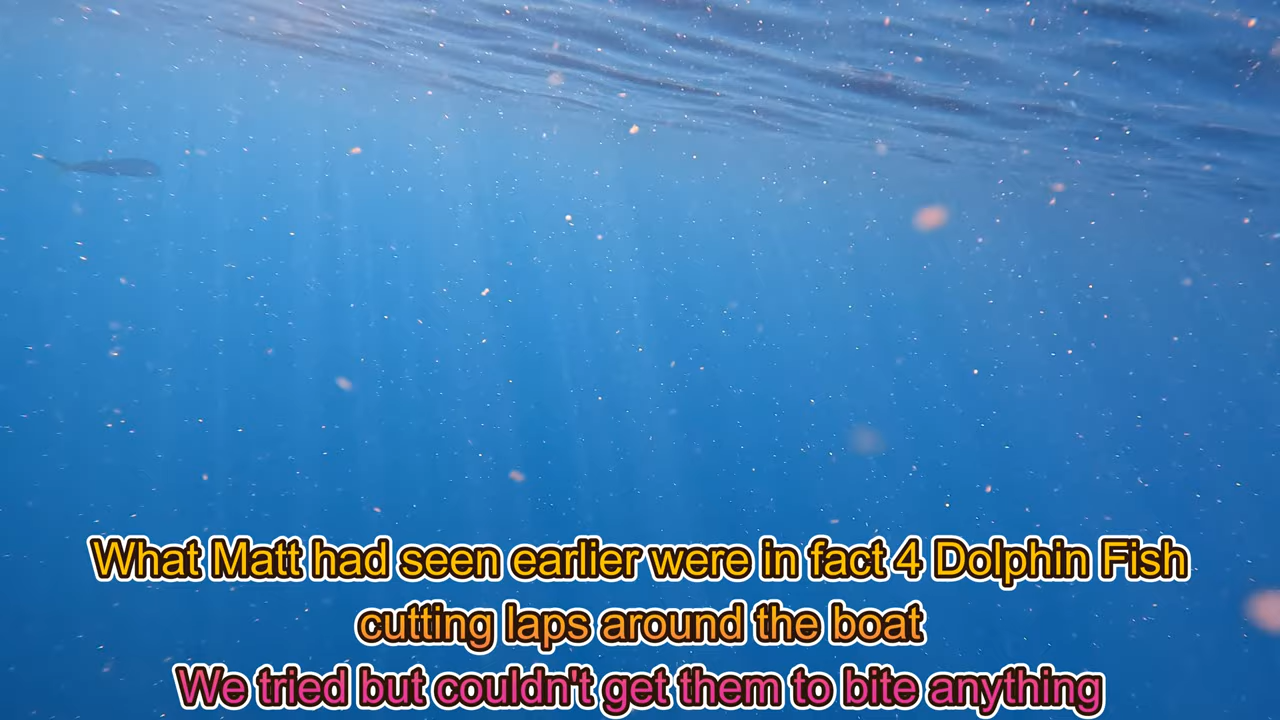 What Matt had seen earlier were in fact 4 Dolphin Fish
cutting laps around the boat
We tried but couldn't get them to bite anything